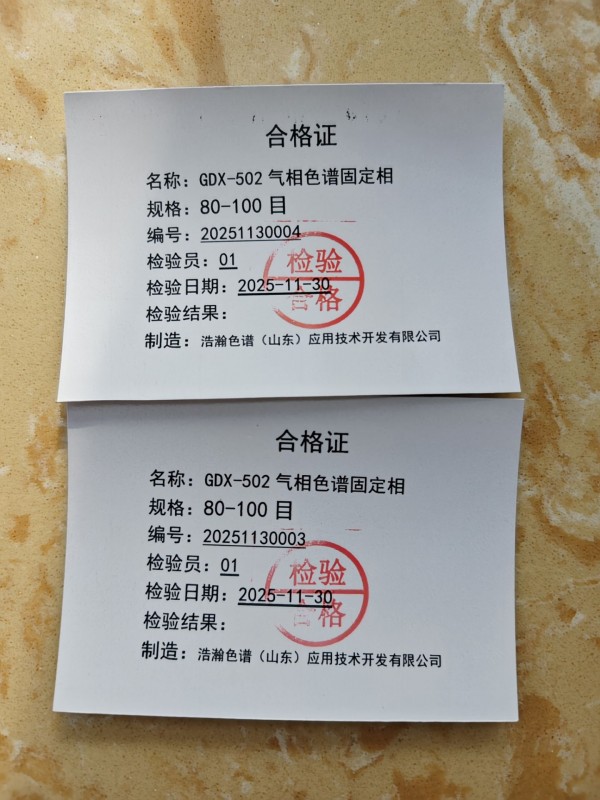 合格证
名称：GDX-502 气相色谱固定相
规格：80-100 目
编号：20251130004
检验员：01
检验日期：2025-11-30
检验结果：
检验
合格
制造：浩瀚色谱（山东）应用技术开发有限公司
合格证
名称：GDX-502 气相色谱固定相
规格：80-100 目
编号：20251130003
检验员：01
检验日期：2025-11-30
检验结果：
检验
合格
制造：浩瀚色谱（山东）应用技术开发有限公司